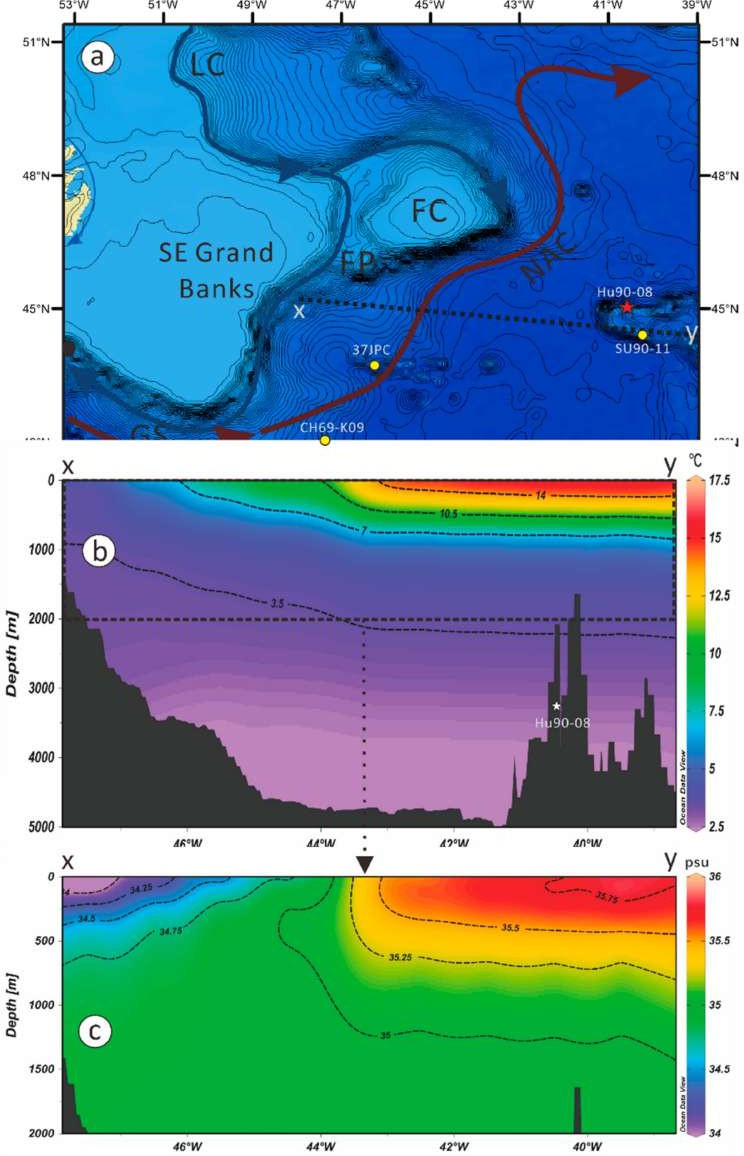 53°W 51°W 49°W 47°W 45°W 43°W 41°W 39°W
51°N 51°N
a
LC
48°N 48°N
FC
SE Grand
Banks
FP
NAC
Hu90-08
45°N 45°N
x
y
SU90-11
37JPC
CH69-K09
GS
x y
°C
0
14
10.5
7
17.5
15
12.5
10
7.5
5
2.5
1000
b
3.5
2000
Depth [m]
3000
Hu90-08
4000
5000
Ocean Data View
46°W 44°W 42°W 40°W
x y
psu
0
34.25
34.5
34.75
35.75
35.5
35.25
35
36
35.5
35
34.5
34
500
1000
Depth [m]
c
1500
2000
Ocean Data View
46°W 44°W 42°W 40°W